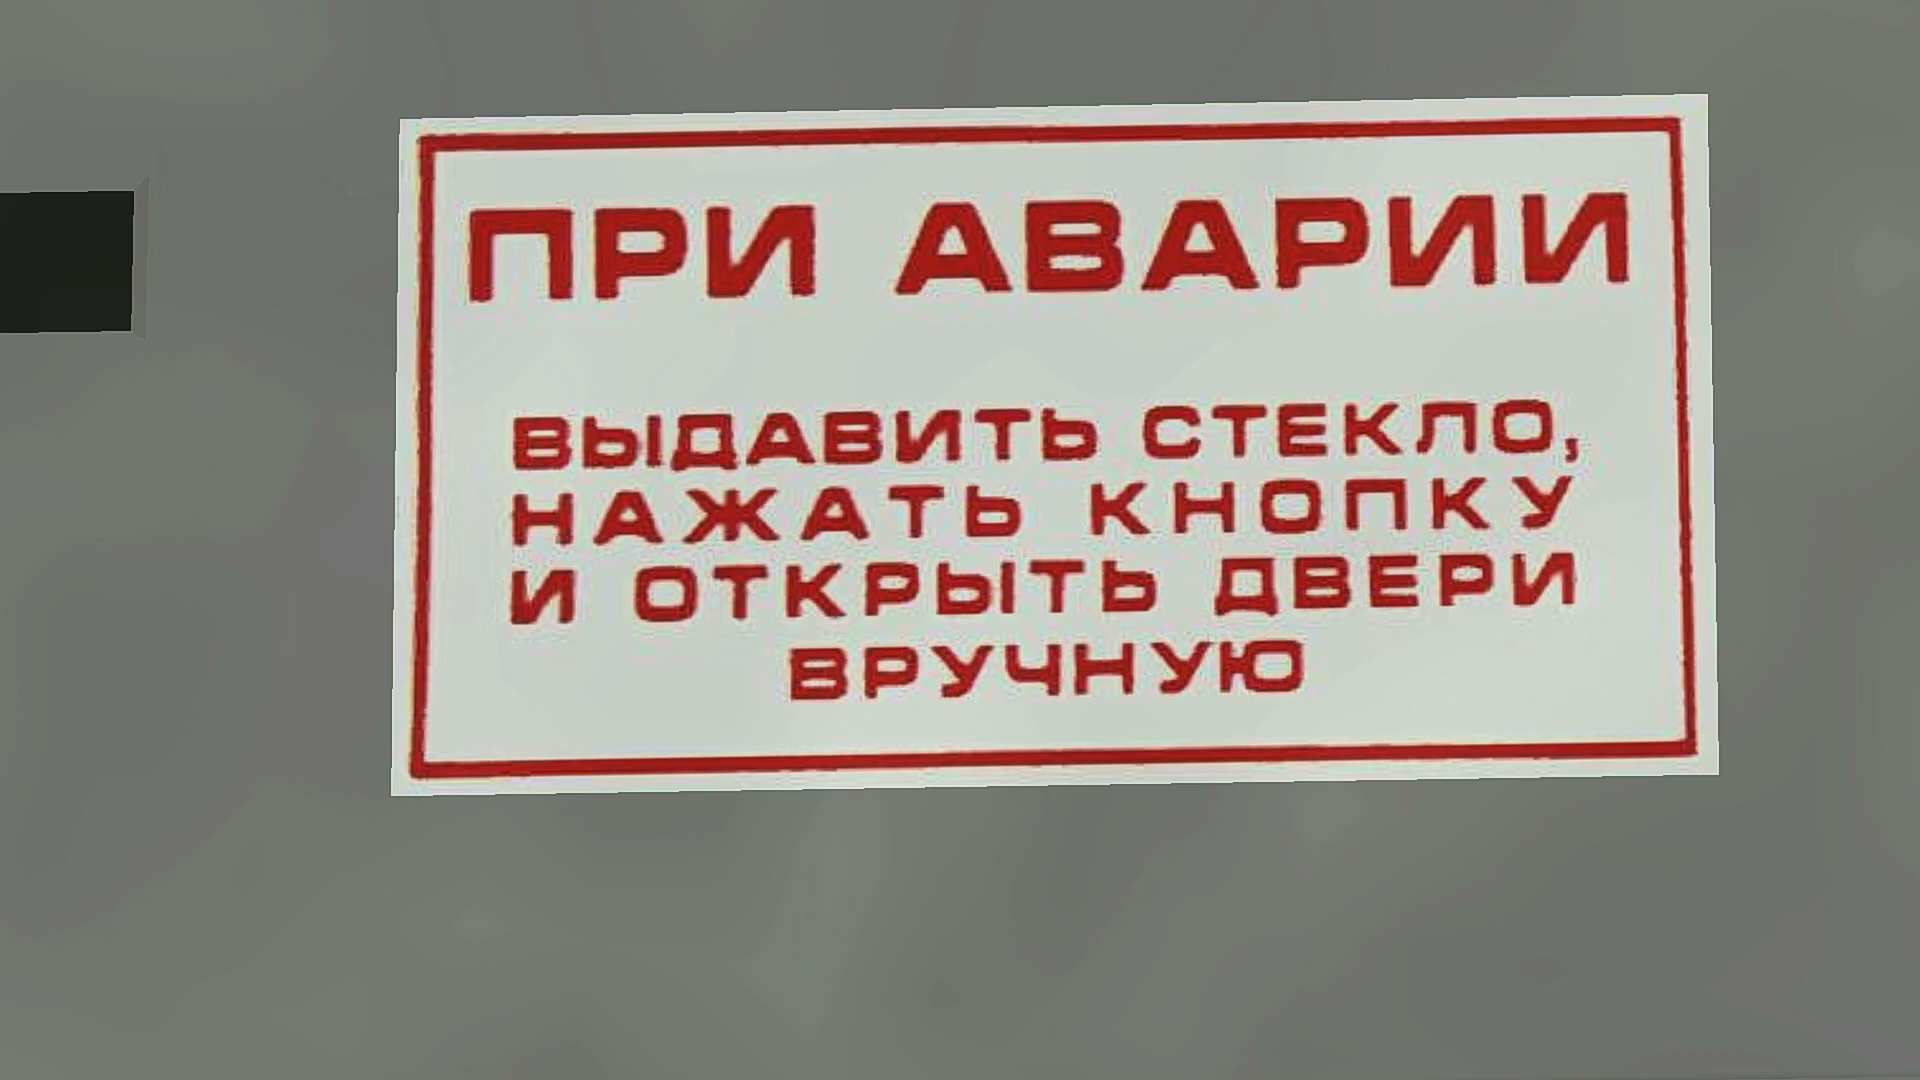 ПРИ АВАРИИ
ВЫДАВИТЬ СТЕКЛО,
НАЖАТЬ КНОПКУ
И ОТКРЫТЬ ДВЕРИ
ВРУЧНУЮ